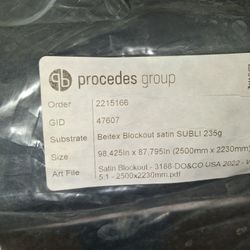 procedes group
Order 2215166
GID 47607
Substrate Beitex Blockout satin SUBLI 235g
Size 98,425in x 87,795in (2500mm x 2230mm)
Art File Satin Blockout - 3188-DO&CO USA 2022 - V
5:1 - 2500x2230mm.pdf